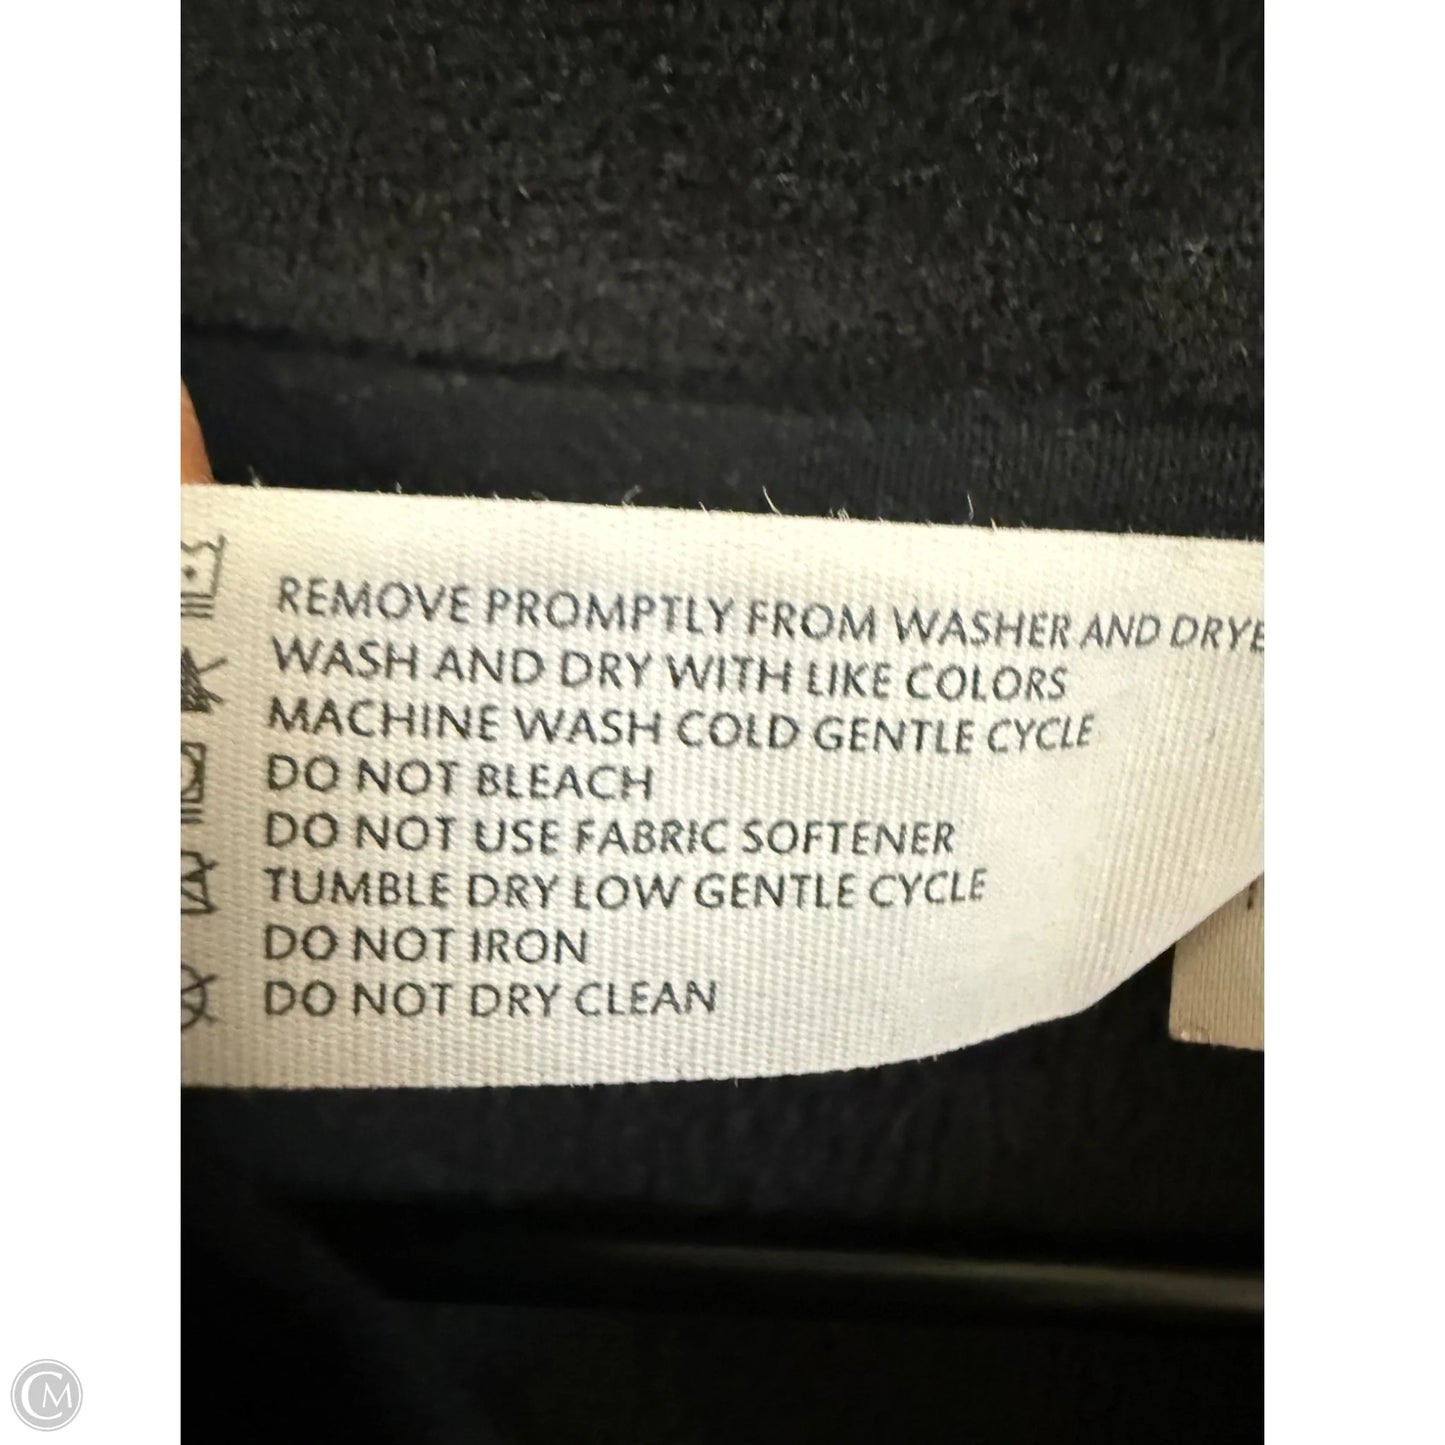 REMOVE PROMPTLY FROM WASHER AND DRYE
WASH AND DRY WITH LIKE COLORS
MACHINE WASH COLD GENTLE CYCLE
DO NOT BLEACH
DO NOT USE FABRIC SOFTENER
TUMBLE DRY LOW GENTLE CYCLE
DO NOT IRON
DO NOT DRY CLEAN
CM